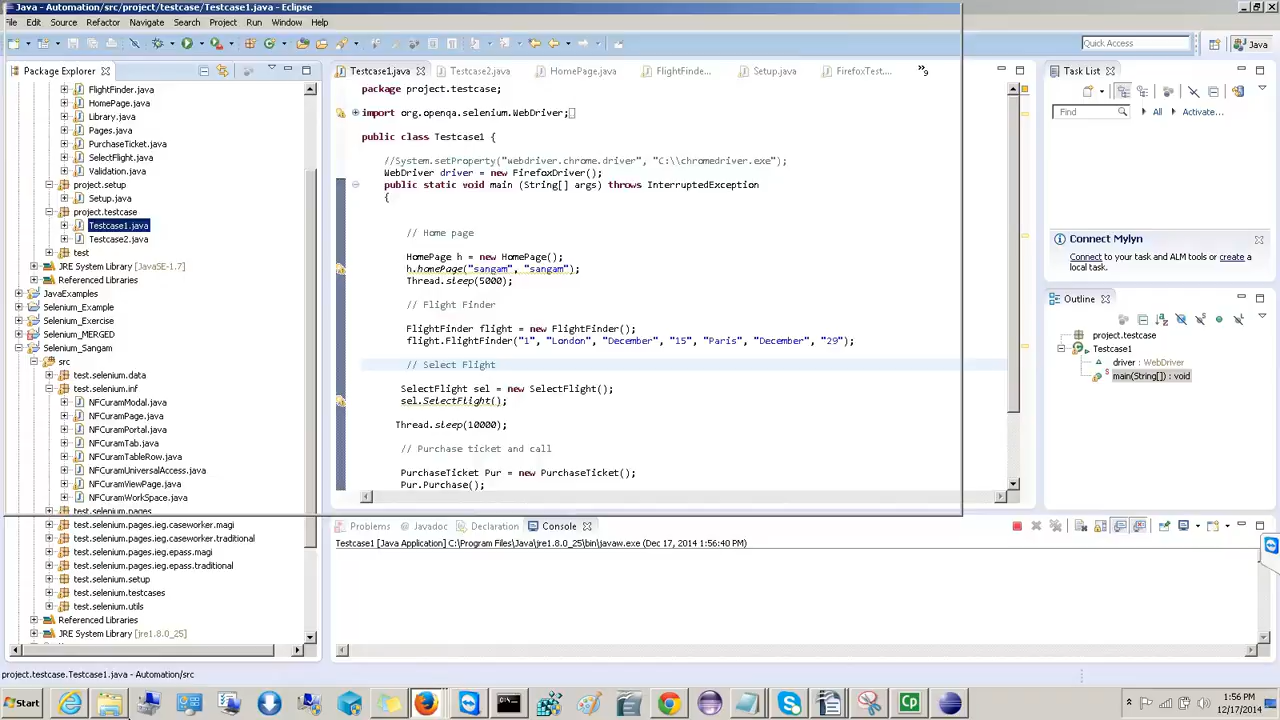 Java - Automation/src/project/testcase/Testcase1.java - Eclipse
File Edit Source Refactor Navigate Search Project Run Window Help
Quick Access
Java
Package Explorer
FlightFinder.java
HomePage.java
Library.java
Pages.java
PurchaseTicket.java
SelectFlight.java
Validation.java
project.setup
Setup.java
project.testcase
Testcase1.java
Testcase2.java
test
JRE System Library [JavaSE-1.7]
Referenced Libraries
JavaExamples
Selenium_Example
Selenium_Exercise
Selenium_MERGED
Selenium_Sangam
src
test.selenium.data
test.selenium.inf
NFCuramModal.java
NFCuramPage.java
NFCuramPortal.java
NFCuramTab.java
NFCuramTableRow.java
NFCuramUniversalAccess.java
NFCuramViewPage.java
NFCuramWorkSpace.java
test.selenium.pages
test.selenium.pages.ieg.caseworker.magi
test.selenium.pages.ieg.caseworker.traditional
test.selenium.pages.ieg.epass.magi
test.selenium.pages.ieg.epass.traditional
test.selenium.setup
test.selenium.testcases
test.selenium.utils
Referenced Libraries
JRE System Library [jre1.8.0_25]
Testcase1.java Testcase2.java HomePage.java FlightFinde... Setup.java FirefoxTest... »9
package project.testcase;
import org.openqa.selenium.WebDriver;
public class Testcase1 {
//System.setProperty("webdriver.chrome.driver", "C:\\chromedriver.exe");
WebDriver driver = new FirefoxDriver();
public static void main (String[] args) throws InterruptedException
{
// Home page
HomePage h = new HomePage();
h.homePage("sangam", "sangam");
Thread.sleep(5000);
// Flight Finder
FlightFinder flight = new FlightFinder();
flight.FlightFinder("1", "London", "December", "15", "Paris", "December", "29");
// Select Flight
SelectFlight sel = new SelectFlight();
sel.SelectFlight();
Thread.sleep(10000);
// Purchase ticket and call
PurchaseTicket Pur = new PurchaseTicket();
Pur.Purchase();
Task List
Find All Activate...
Connect Mylyn
Connect to your task and ALM tools or create a local task.
Outline
project.testcase
Testcase1
driver : WebDriver
main(String[]) : void
Problems Javadoc Declaration Console
Testcase1 [Java Application] C:\Program Files\Java\jre1.8.0_25\bin\javaw.exe (Dec 17, 2014 1:56:40 PM)
project.testcase.Testcase1.java - Automation/src
Start
1:56 PM
12/17/2014